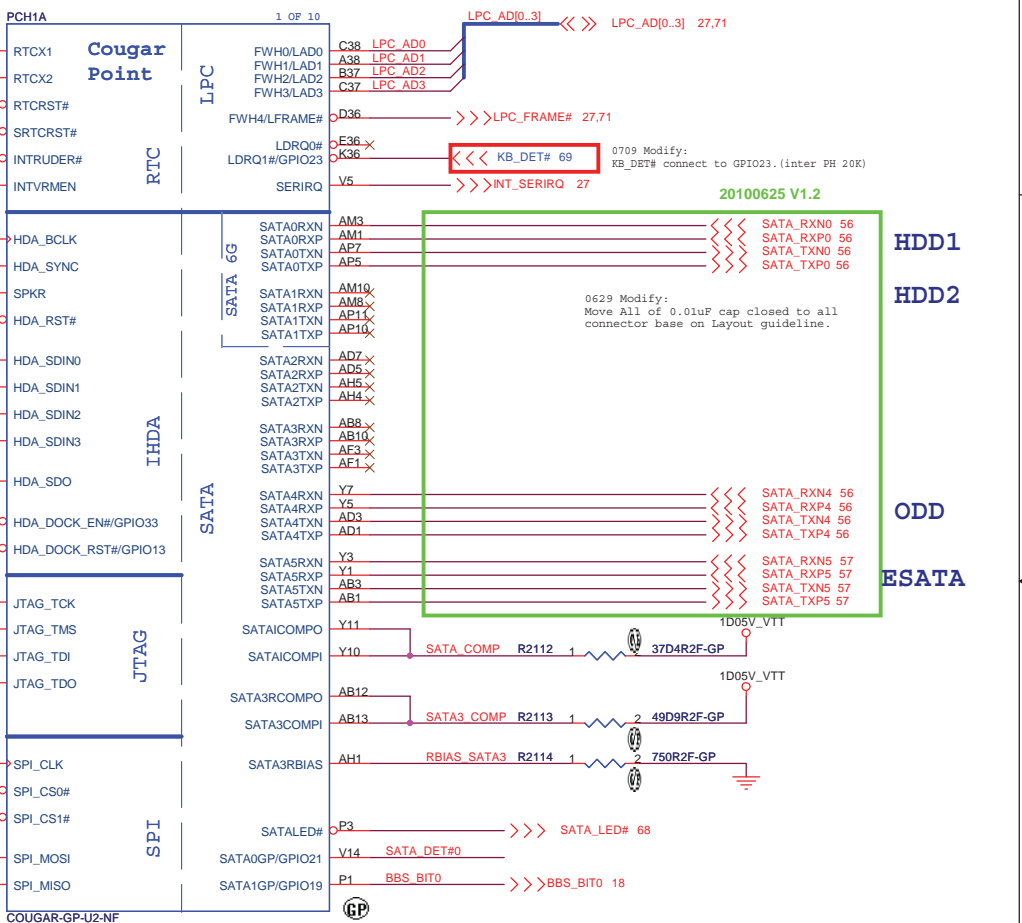 PCH1A 1 OF 10
Cougar
Point
RTCX1
RTCX2
RTCRST#
SRTCRST#
INTRUDER#
INTVRMEN
RTC
LPC
FWH0/LAD0 C38 LPC_AD0
FWH1/LAD1 A38 LPC_AD1
FWH2/LAD2 B37 LPC_AD2
FWH3/LAD3 C37 LPC_AD3
LPC_AD[0..3] LPC_AD[0..3] 27,71
FWH4/LFRAME# D36 LPC_FRAME# 27,71
LDRQ0# E36
LDRQ1#/GPIO23 K36 KB_DET# 69
0709 Modify:
KB_DET# connect to GPIO23.(inter PH 20K)
SERIRQ V5 INT_SERIRQ 27
20100625 V1.2
HDA_BCLK
HDA_SYNC
SPKR
HDA_RST#
HDA_SDIN0
HDA_SDIN1
HDA_SDIN2
HDA_SDIN3
HDA_SDO
HDA_DOCK_EN#/GPIO33
HDA_DOCK_RST#/GPIO13
IHDA
SATA 6G
SATA
SATA0RXN AM3 SATA_RXN0 56
SATA0RXP AM1 SATA_RXP0 56
SATA0TXN AP7 SATA_TXN0 56
SATA0TXP AP5 SATA_TXP0 56
HDD1
SATA1RXN AM10
SATA1RXP AM8
SATA1TXN AP11
SATA1TXP AP10
HDD2
0629 Modify:
Move All of 0.01uF cap closed to all
connector base on Layout guideline.
SATA2RXN AD7
SATA2RXP AD5
SATA2TXN AH5
SATA2TXP AH4
SATA3RXN AB8
SATA3RXP AB10
SATA3TXN AF3
SATA3TXP AF1
SATA4RXN Y7 SATA_RXN4 56
SATA4RXP Y5 SATA_RXP4 56
SATA4TXN AD3 SATA_TXN4 56
SATA4TXP AD1 SATA_TXP4 56
ODD
SATA5RXN Y3 SATA_RXN5 57
SATA5RXP Y1 SATA_RXP5 57
SATA5TXN AB3 SATA_TXN5 57
SATA5TXP AB1 SATA_TXP5 57
ESATA
JTAG_TCK
JTAG_TMS
JTAG_TDI
JTAG_TDO
JTAG
SATAICOMPO Y11
1D05V_VTT
SATAICOMPI Y10 SATA_COMP R2112 1 2 37D4R2F-GP
1D05V_VTT
SATA3RCOMPO AB12
SATA3COMPI AB13 SATA3_COMP R2113 1 2 49D9R2F-GP
SATA3RBIAS AH1 RBIAS_SATA3 R2114 1 2 750R2F-GP
SPI_CLK
SPI_CS0#
SPI_CS1#
SPI_MOSI
SPI_MISO
SPI
SATALED# P3 SATA_LED# 68
SATA0GP/GPIO21 V14 SATA_DET#0
SATA1GP/GPIO19 P1 BBS_BIT0 BBS_BIT0 18
COUGAR-GP-U2-NF
GP